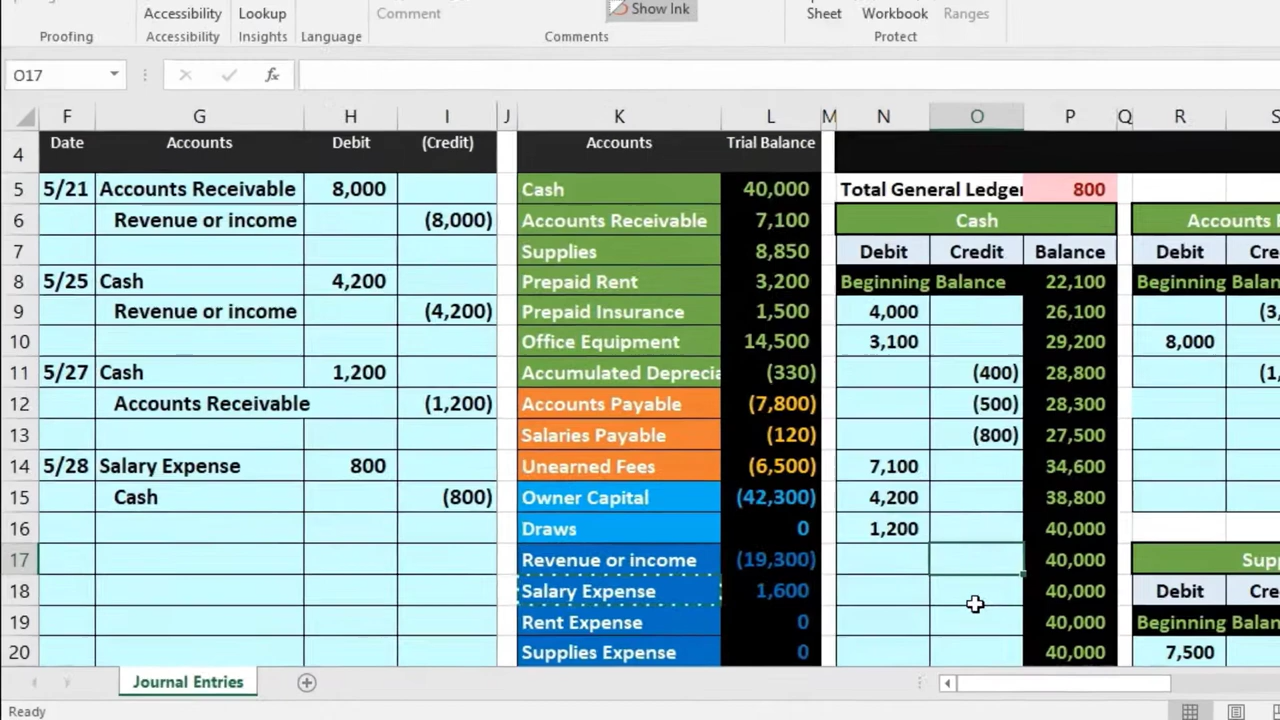 Accessibility Lookup Comment Show Ink Sheet Workbook Ranges
Accessibility Insights
Proofing Accessibility Insights Language Comments Protect
O17 fx
F G H I J K L M N O P Q R S
4 Date Accounts Debit (Credit) Accounts Trial Balance
5 5/21 Accounts Receivable 8,000 Cash 40,000 Total General Ledger 800
6 Revenue or income (8,000) Accounts Receivable 7,100 Cash Accounts
7 Supplies 8,850 Debit Credit Balance Debit
8 5/25 Cash 4,200 Prepaid Rent 3,200 Beginning Balance 22,100 Beginning
9 Revenue or income (4,200) Prepaid Insurance 1,500 4,000 26,100 (3,
10 Office Equipment 14,500 3,100 29,200 8,000
11 5/27 Cash 1,200 Accumulated Deprecia (330) (400) 28,800 (1,
12 Accounts Receivable (1,200) Accounts Payable (7,800) (500) 28,300
13 Salaries Payable (120) (800) 27,500
14 5/28 Salary Expense 800 Unearned Fees (6,500) 7,100 34,600
15 Cash (800) Owner Capital (42,300) 4,200 38,800
16 Draws 0 1,200 40,000
17 Revenue or income (19,300) 40,000
18 Salary Expense 1,600 40,000 Debit
19 Rent Expense 0 40,000 Beginning
20 Supplies Expense 0 40,000 7,500
Journal Entries
Ready